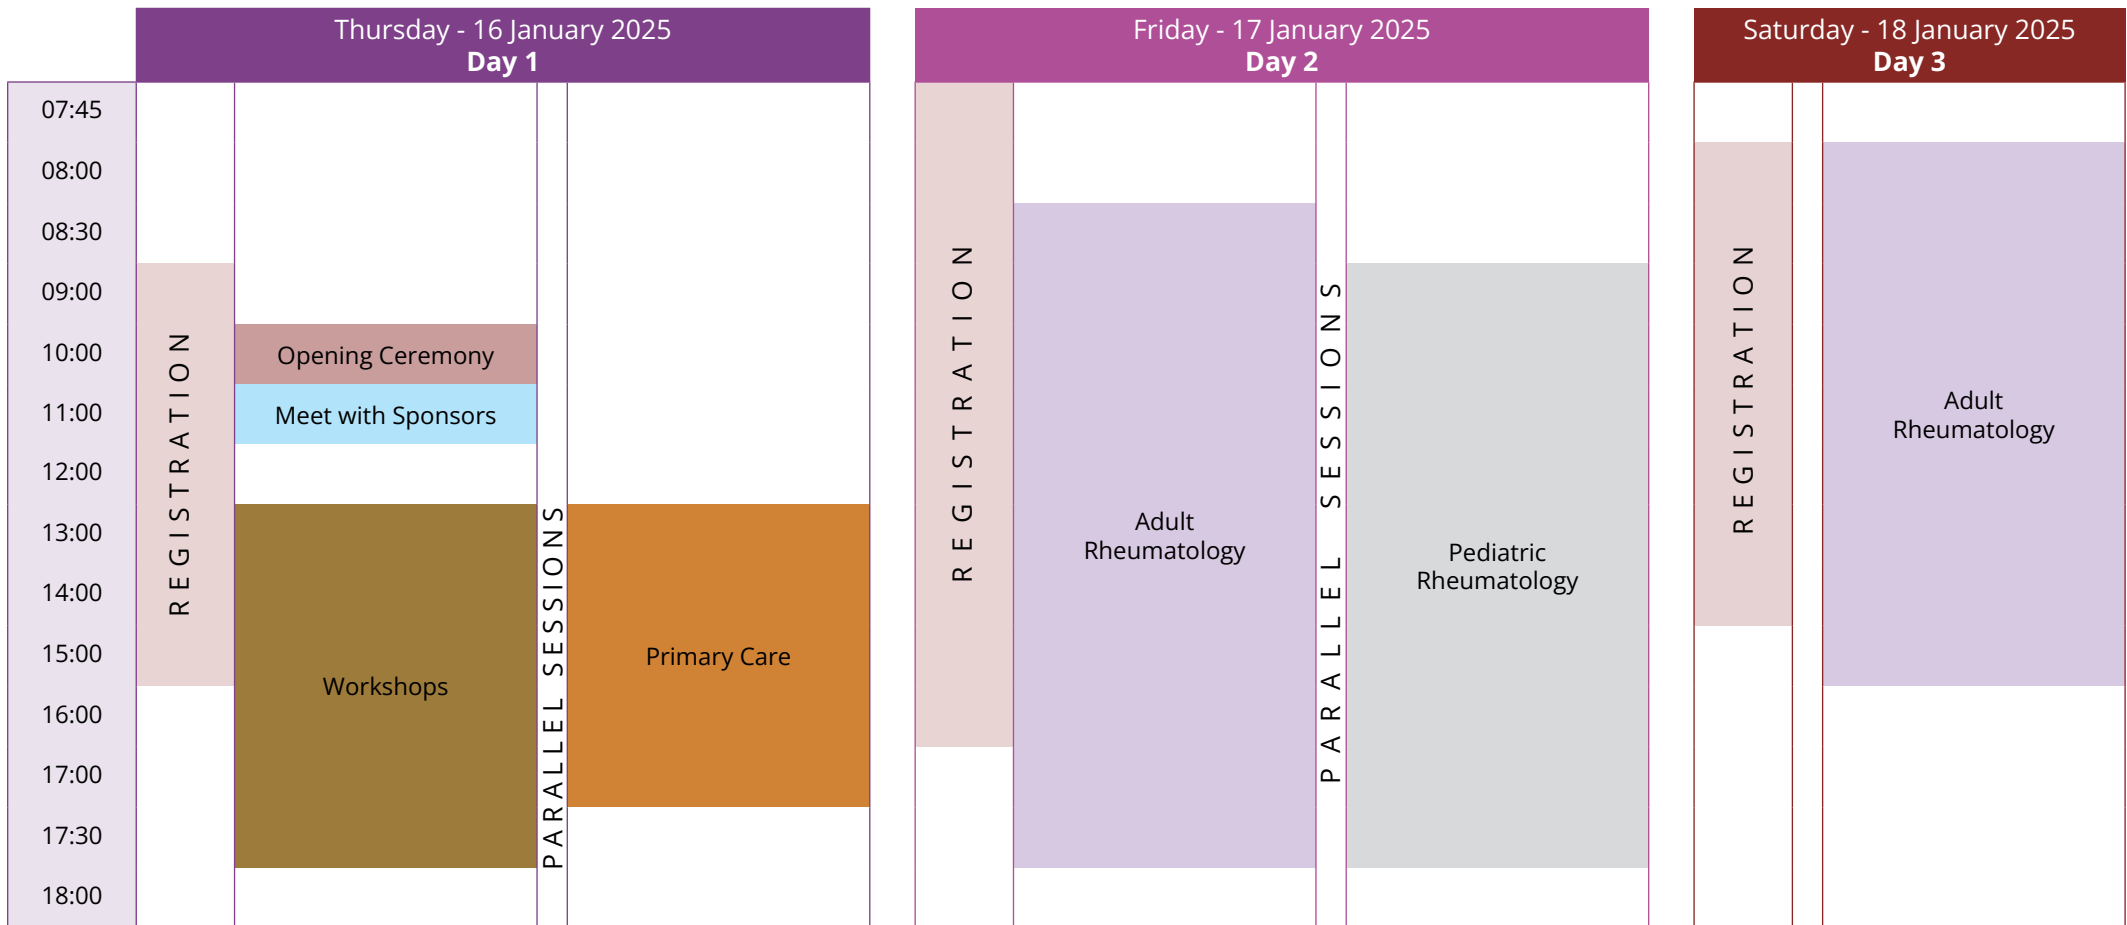 Thursday - 16 January 2025
Day 1
Friday - 17 January 2025
Day 2
Saturday - 18 January 2025
Day 3
07:45
08:00
08:30
09:00
10:00
11:00
12:00
13:00
14:00
15:00
16:00
17:00
17:30
18:00
REGISTRATION
Opening Ceremony
Meet with Sponsors
Workshops
PARALLEL SESSIONS
Primary Care
REGISTRATION
Adult
Rheumatology
PARALLEL SESSIONS
Pediatric
Rheumatology
REGISTRATION
Adult
Rheumatology